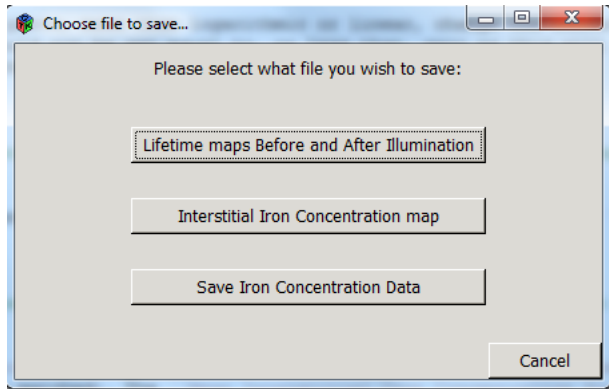 Choose file to save...
Please select what file you wish to save:
Lifetime maps Before and After Illumination
Interstitial Iron Concentration map
Save Iron Concentration Data
Cancel